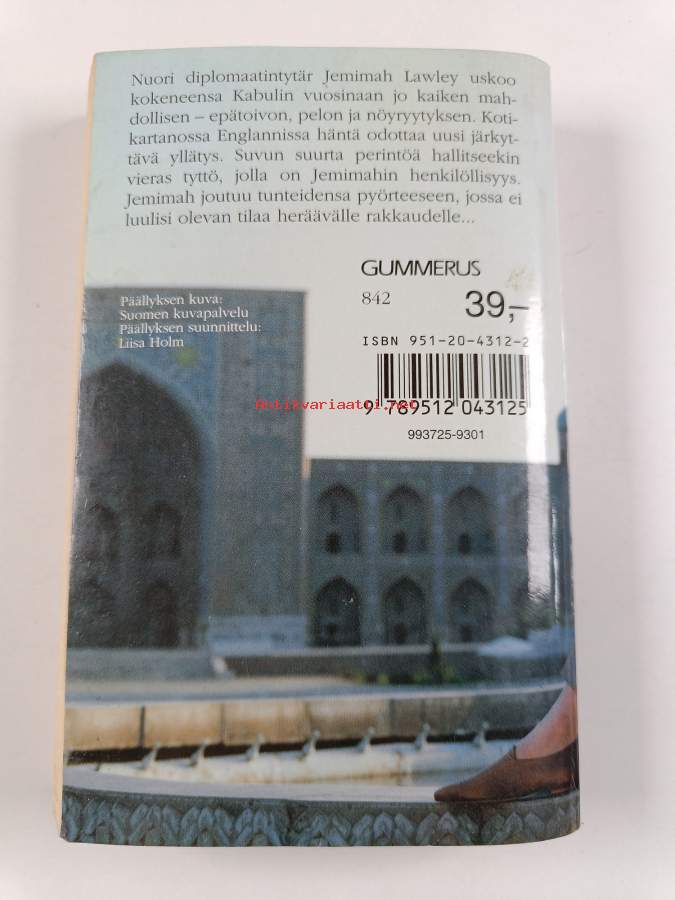 Nuori diplomaatintytär Jemimah Lawley uskoo
kokeneensa Kabulin vuosinaan jo kaiken mah-
dollisen – epätoivon, pelon ja nöyryytyksen. Koti-
kartanossa Englannissa häntä odottaa uusi järkyt-
tävä yllätys. Suvun suurta perintöä hallitseekin
vieras tyttö, jolla on Jemimahin henkilöllisyys.
Jemimah joutuu tunteidensa pyörteeseen, jossa ei
luulisi olevan tilaa heräävälle rakkaudelle...
GUMMERUS
842 39,–
Päällyksen kuva:
Suomen kuvapalvelu
Päällyksen suunnittelu:
Liisa Holm
ISBN 951-20-4312-2
Antikvariaatti.net
9 789512 043125
993725-9301